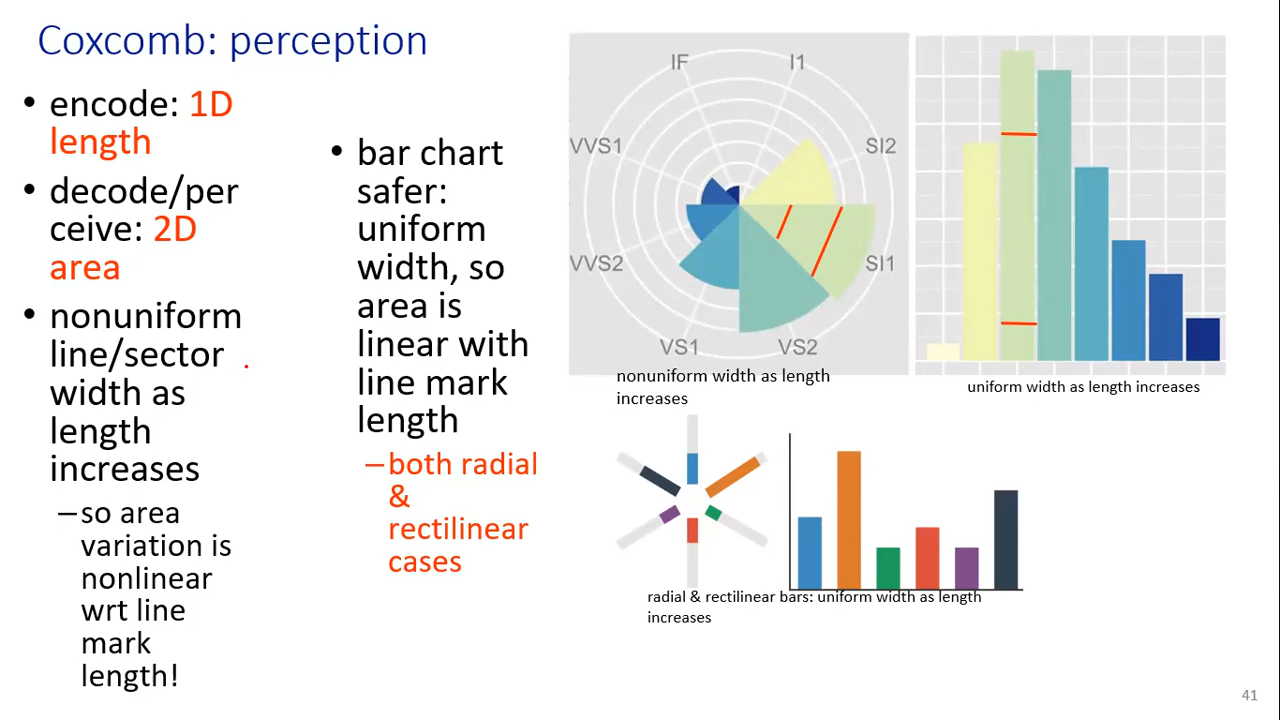 Coxcomb: perception
• encode: 1D
length
• decode/per
ceive: 2D
area
• nonuniform
line/sector
width as
length
increases
–so area
variation is
nonlinear
wrt line
mark
length!
• bar chart
safer:
uniform
width, so
area is
linear with
line mark
length
–both radial
&
rectilinear
cases
IF
I1
VVS1
SI2
VVS2
SI1
VS1
VS2
nonuniform width as length
increases
uniform width as length increases
radial & rectilinear bars: uniform width as length
increases
41